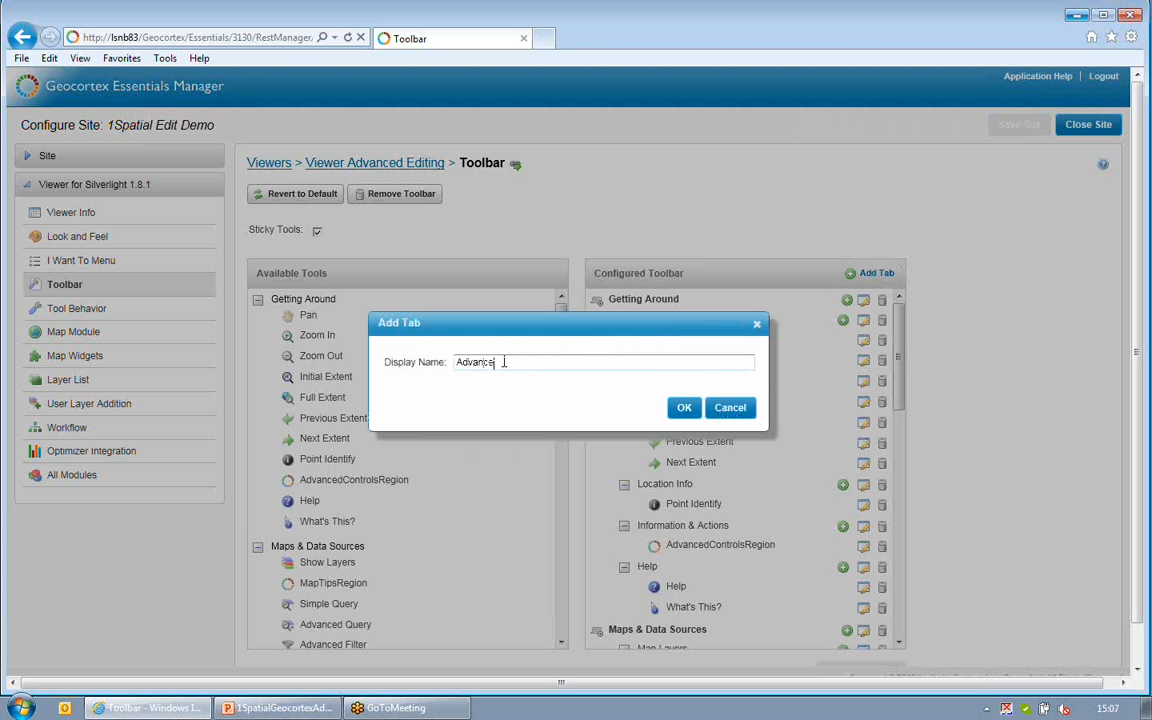 http://lsnb83/Geocortex/Essentials/3130/RestManager,
Toolbar
File Edit View Favorites Tools Help
Geocortex Essentials Manager
Application Help | Logout
Configure Site: 1Spatial Edit Demo
Save Site
Close Site
Site
Viewer for Silverlight 1.8.1
Viewer Info
Look and Feel
I Want To Menu
Toolbar
Tool Behavior
Map Module
Map Widgets
Layer List
User Layer Addition
Workflow
Optimizer Integration
All Modules
Viewers > Viewer Advanced Editing > Toolbar
Revert to Default
Remove Toolbar
Sticky Tools:
Available Tools
Getting Around
Pan
Zoom In
Zoom Out
Initial Extent
Full Extent
Previous Extent
Next Extent
Point Identify
AdvancedControlsRegion
Help
What's This?
Maps & Data Sources
Show Layers
MapTipsRegion
Simple Query
Advanced Query
Advanced Filter
Configured Toolbar
Add Tab
Getting Around
Previous Extent
Next Extent
Location Info
Point Identify
Information & Actions
AdvancedControlsRegion
Help
Help
What's This?
Maps & Data Sources
Add Tab
Display Name: Advance
OK
Cancel
Toolbar - Windows I...
1SpatialGeocortexAd...
GoToMeeting
15:07